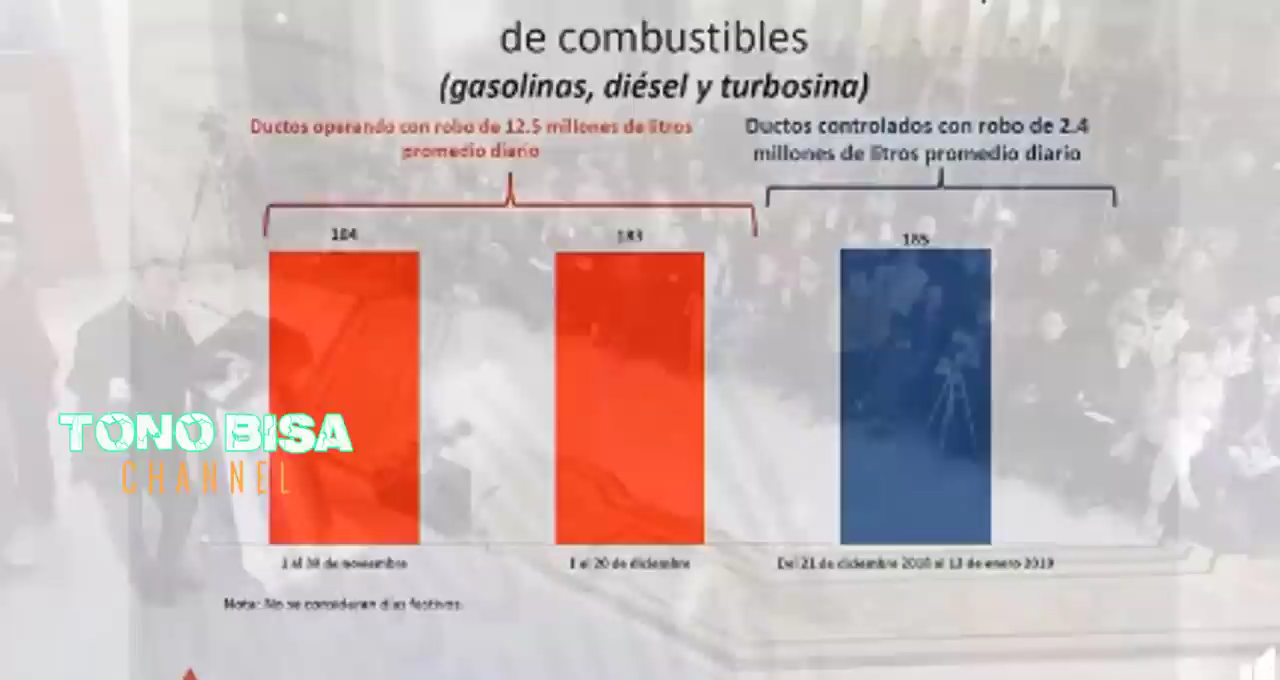 de combustibles
(gasolinas, diésel y turbosina)
Ductos operando con robo de 12.5 millones de litros
promedio diario
Ductos controlados con robo de 2.4
millones de litros promedio diario
184
183
185
TONO BISA
CHANNEL
1 al 30 de noviembre
1 al 20 de diciembre
Del 21 de diciembre 2018 al 13 de enero 2019
Nota: No se consideran días festivos.